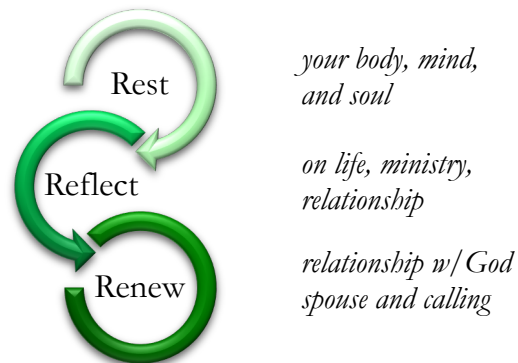 Rest
your body, mind,
and soul
Reflect
on life, ministry,
relationship
Renew
relationship w/God
spouse and calling